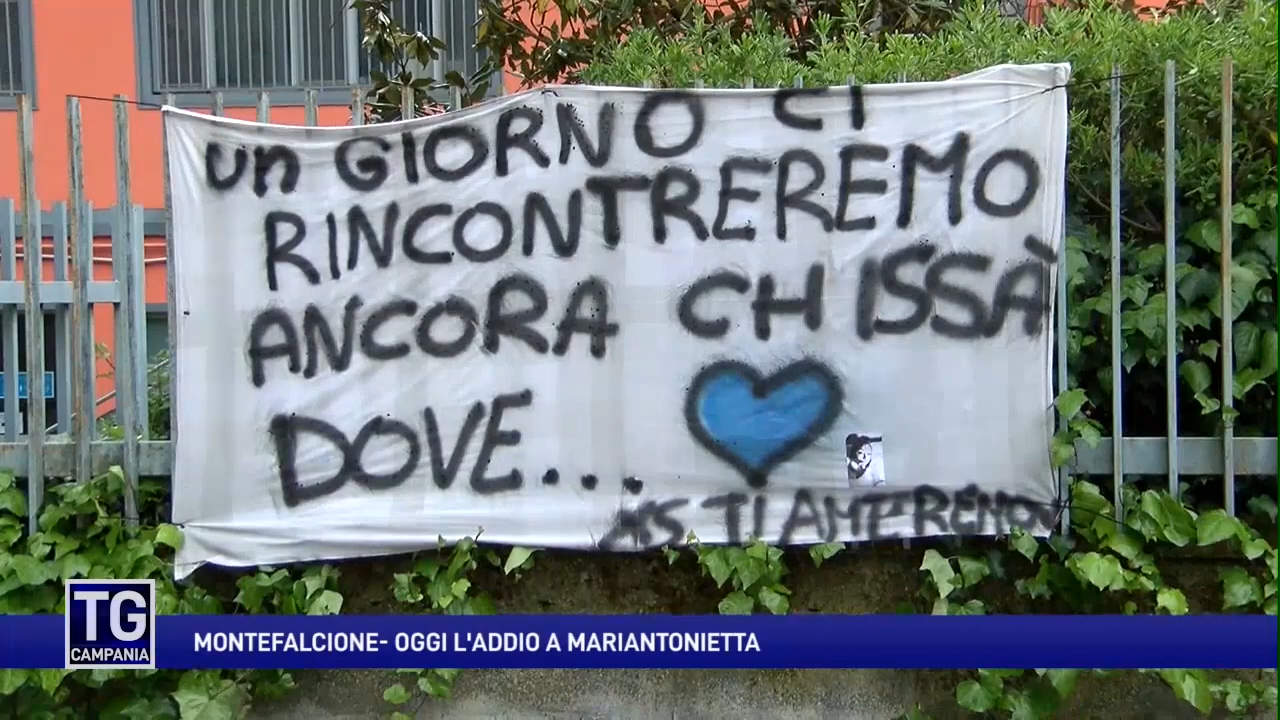 un GIORNO CI
RINCONTREREMO
ANCORA CHISSÀ
DOVE...
TI AMEREMO
TG
CAMPANIA
MONTEFALCIONE- OGGI L'ADDIO A MARIANTONIETTA